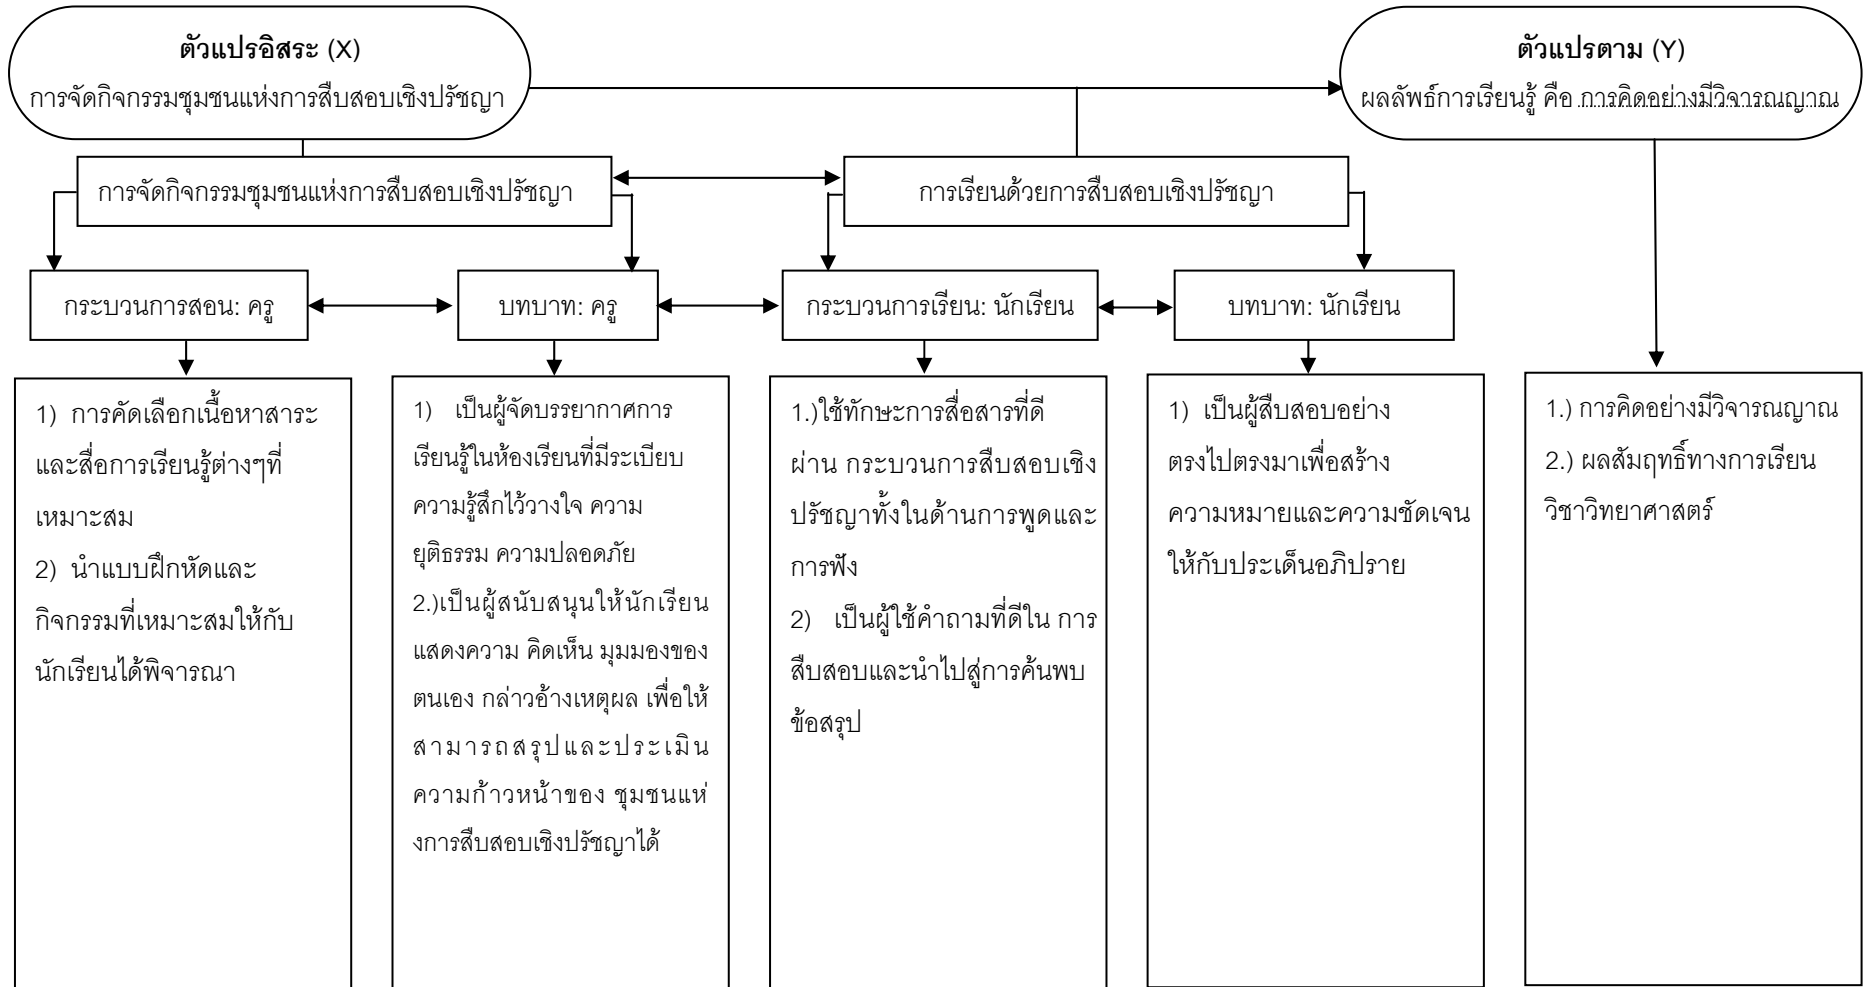 ตัวแปรอิสระ (X)
การจัดกิจกรรมชุมชนแห่งการสืบสอบเชิงปรัชญา
ตัวแปรตาม (Y)
ผลลัพธ์การเรียนรู้ คือ การคิดอย่างมีวิจารณญาณ
การจัดกิจกรรมชุมชนแห่งการสืบสอบเชิงปรัชญา
การเรียนด้วยการสืบสอบเชิงปรัชญา
กระบวนการสอน: ครู
บทบาท: ครู
กระบวนการเรียน: นักเรียน
บทบาท: นักเรียน
1) การคัดเลือกเนื้อหาสาระ
และสื่อการเรียนรู้ต่างๆที่
เหมาะสม
2) นำแบบฝึกหัดและ
กิจกรรมที่เหมาะสมให้กับ
นักเรียนได้พิจารณา
1) เป็นผู้จัดบรรยากาศการ
เรียนรู้ในห้องเรียนที่มีระเบียบ
ความรู้สึกไว้วางใจ ความ
ยุติธรรม ความปลอดภัย
2.)เป็นผู้สนับสนุนให้นักเรียน
แสดงความ คิดเห็น มุมมองของ
ตนเอง กล่าวอ้างเหตุผล เพื่อให้
สามารถสรุปและประเมิน
ความก้าวหน้าของ ชุมชนแห่
งการสืบสอบเชิงปรัชญาได้
1.)ใช้ทักษะการสื่อสารที่ดี
ผ่าน กระบวนการสืบสอบเชิง
ปรัชญาทั้งในด้านการพูดและ
การฟัง
2) เป็นผู้ใช้คำถามที่ดีใน การ
สืบสอบและนำไปสู่การค้นพบ
ข้อสรุป
1) เป็นผู้สืบสอบอย่าง
ตรงไปตรงมาเพื่อสร้าง
ความหมายและความชัดเจน
ให้กับประเด็นอภิปราย
1.) การคิดอย่างมีวิจารณญาณ
2.) ผลสัมฤทธิ์ทางการเรียน
วิชาวิทยาศาสตร์